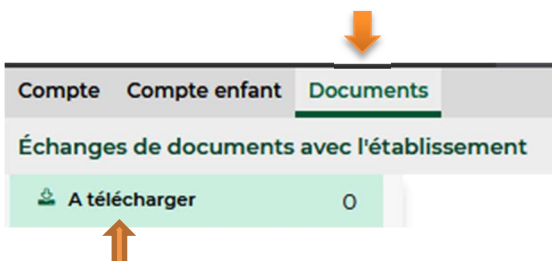 Compte Compte enfant Documents
Échanges de documents avec l'établissement
A télécharger 0